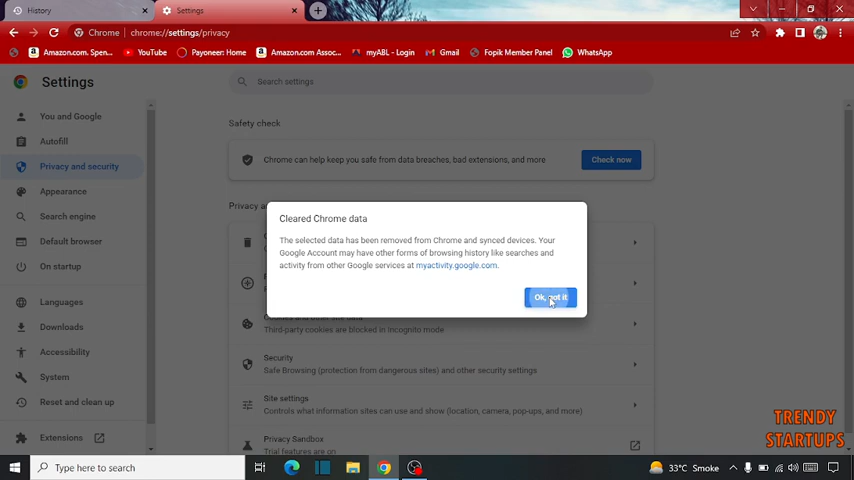 History
Settings
Chrome
chrome://settings/privacy
Amazon.com. Spen...
YouTube
Payoneer: Home
Amazon.com Assoc...
myABL - Login
Gmail
Fopik Member Panel
WhatsApp
Settings
Search settings
You and Google
Autofill
Privacy and security
Appearance
Search engine
Default browser
On startup
Languages
Downloads
Accessibility
System
Reset and clean up
Extensions
Safety check
Chrome can help keep you safe from data breaches, bad extensions, and more
Check now
Privacy a
Cleared Chrome data
The selected data has been removed from Chrome and synced devices. Your
Google Account may have other forms of browsing history like searches and
activity from other Google services at myactivity.google.com.
Ok, got it
Third-party cookies are blocked in Incognito mode
Security
Safe Browsing (protection from dangerous sites) and other security settings
Site settings
Controls what information sites can use and show (location, camera, pop-ups, and more)
Privacy Sandbox
Trial features are on
TRENDY
STARTUPS
Type here to search
33°C Smoke